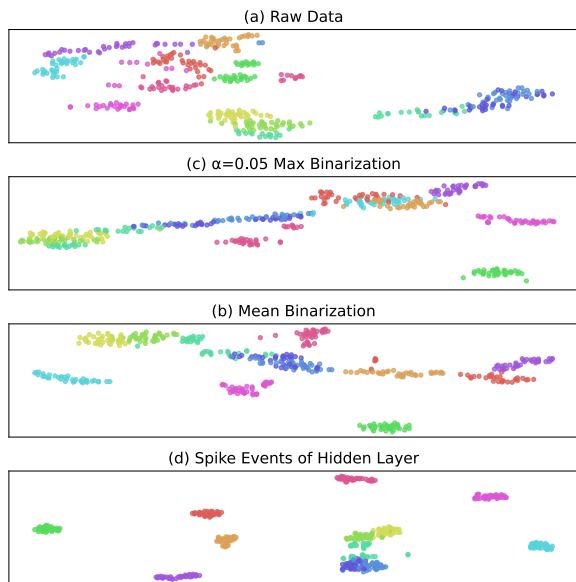 (a) Raw Data
(c) α=0.05 Max Binarization
(b) Mean Binarization
(d) Spike Events of Hidden Layer